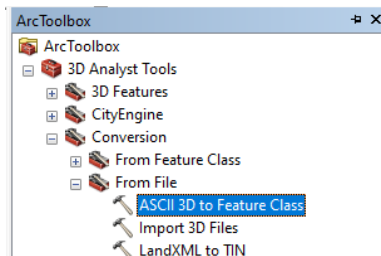 ArcToolbox
ArcToolbox
3D Analyst Tools
3D Features
CityEngine
Conversion
From Feature Class
From File
ASCII 3D to Feature Class
Import 3D Files
LandXML to TIN